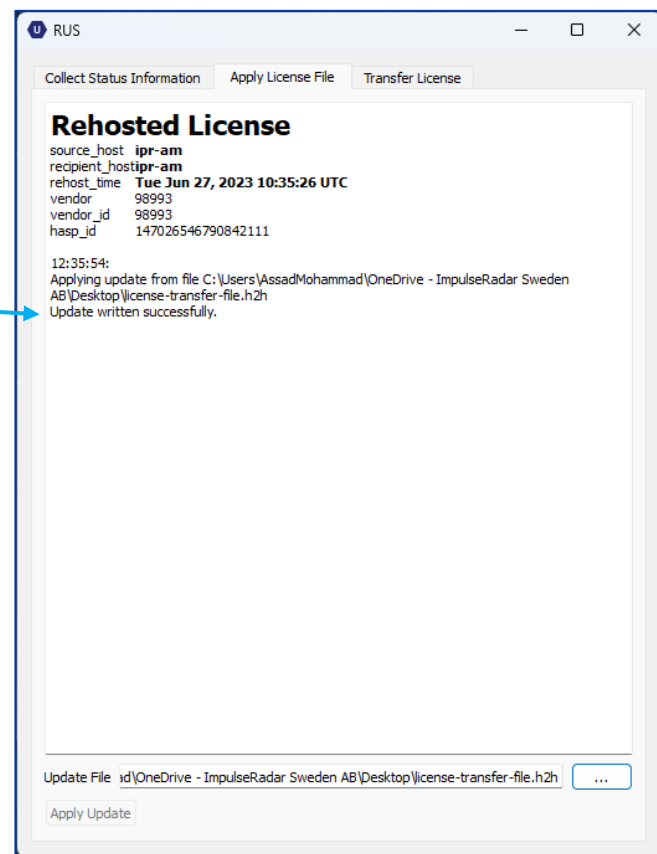 U RUS
Collect Status Information Apply License File Transfer License
Rehosted License
source_host ipr-am
recipient_hostipr-am
rehost_time Tue Jun 27, 2023 10:35:26 UTC
vendor 98993
vendor_id 98993
hasp_id 147026546790842111
12:35:54:
Applying update from file C:\Users\AssadMohammad\OneDrive - ImpulseRadar Sweden
AB\Desktop\license-transfer-file.h2h
Update written successfully.
Update File ad\OneDrive - ImpulseRadar Sweden AB\Desktop\license-transfer-file.h2h ...
Apply Update